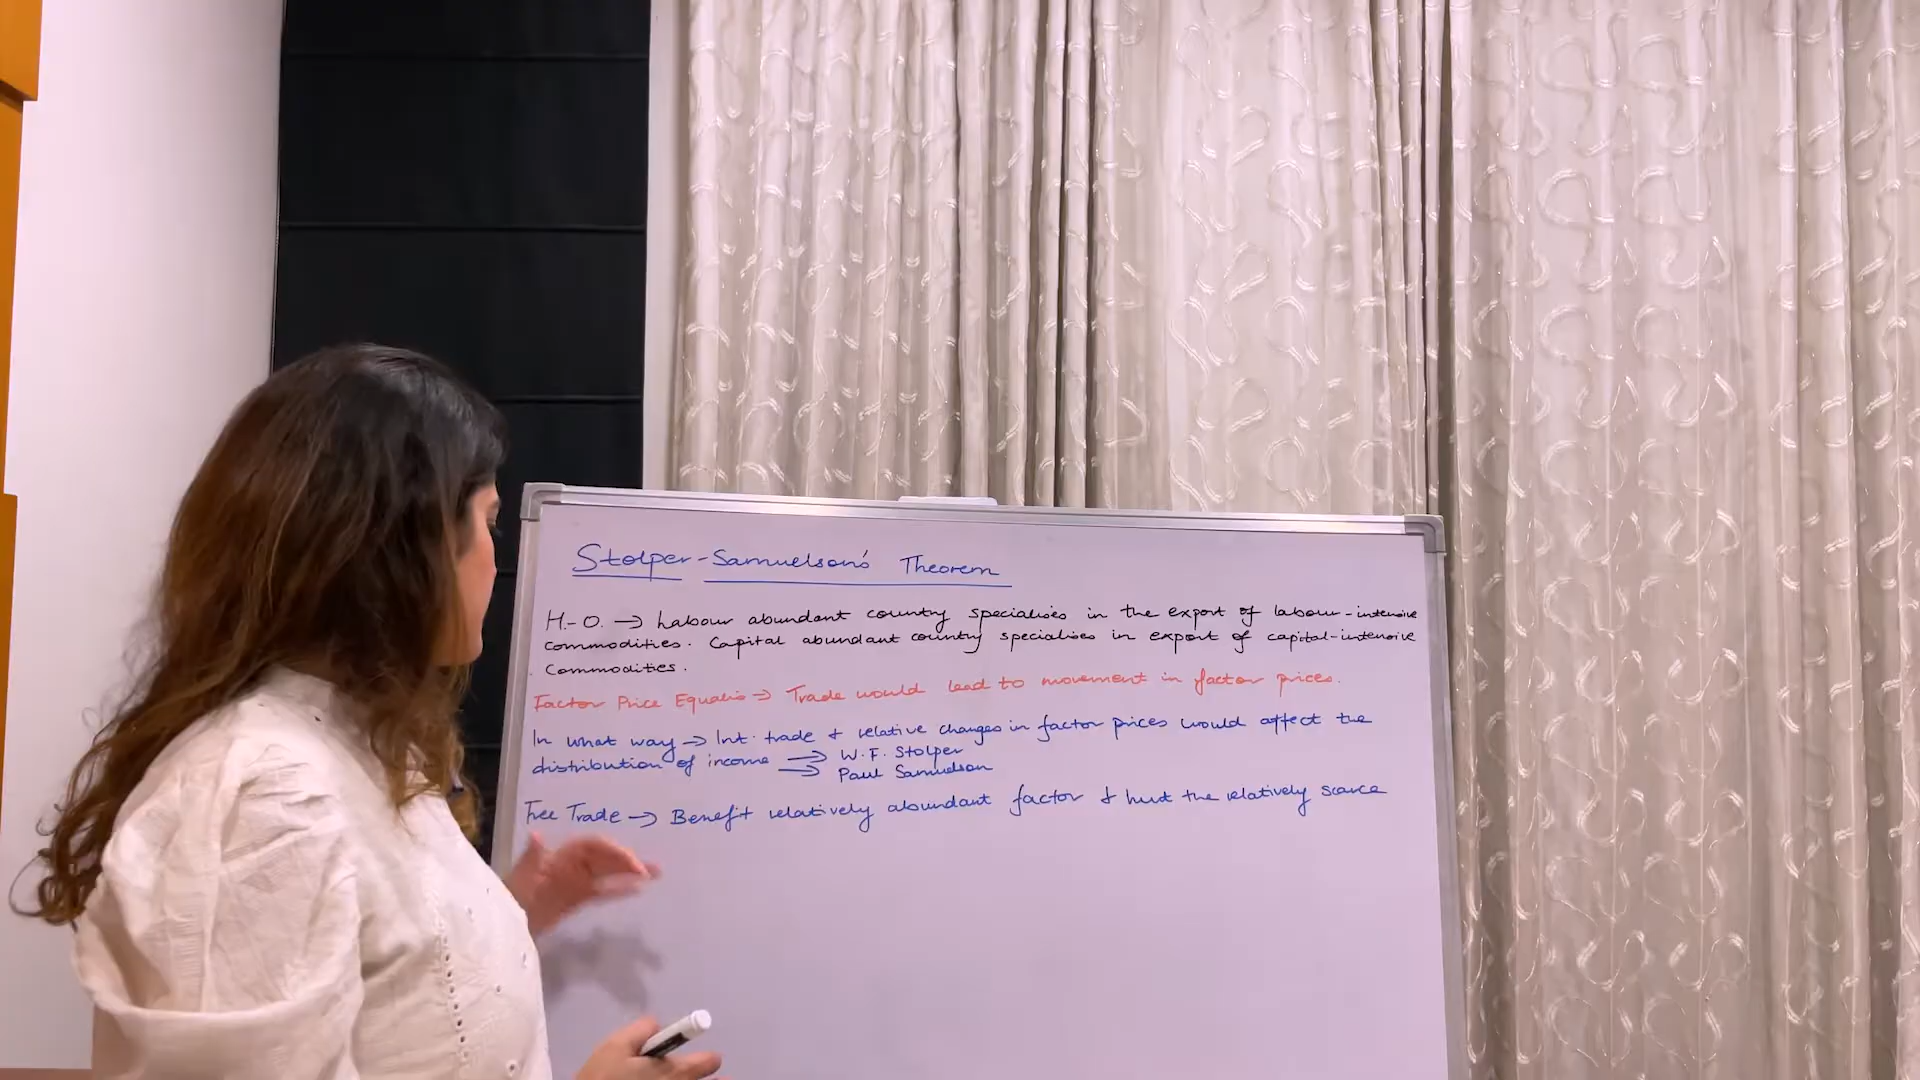 Stolper-Samuelson's Theorem
H.-O. → Labour abundant country specialises in the export of labour-intensive
commodities. Capital abundant country specialises in export of capital-intensive
Commodities.
Factor Price Equalis → Trade would lead to movement in factor prices.
In what way → Int. trade & relative changes in factor prices would affect the
distribution of income → W.F. Stolper
→ Paul Samuelson
Free Trade → Benefit relatively abundant factor & hurt the relatively scarce